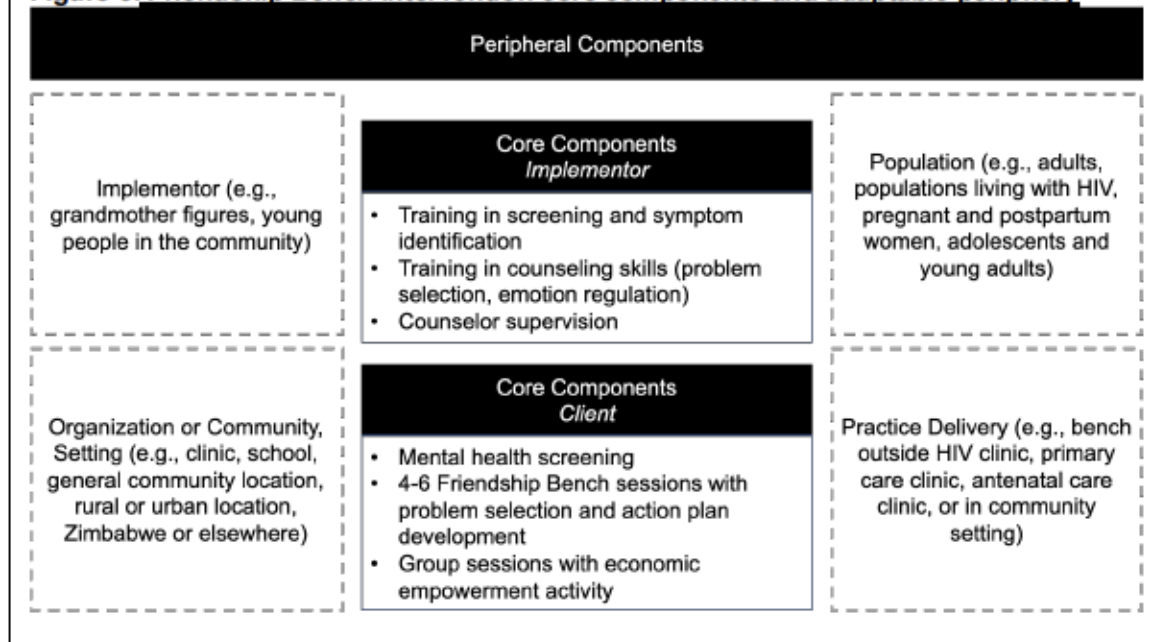 Peripheral Components
Implementor (e.g.,
grandmother figures, young
people in the community)
Core Components
Implementor
• Training in screening and symptom
identification
• Training in counseling skills (problem
selection, emotion regulation)
• Counselor supervision
Population (e.g., adults,
populations living with HIV,
pregnant and postpartum
women, adolescents and
young adults)
Organization or Community,
Setting (e.g., clinic, school,
general community location,
rural or urban location,
Zimbabwe or elsewhere)
Core Components
Client
• Mental health screening
• 4-6 Friendship Bench sessions with
problem selection and action plan
development
• Group sessions with economic
empowerment activity
Practice Delivery (e.g., bench
outside HIV clinic, primary
care clinic, antenatal care
clinic, or in community
setting)